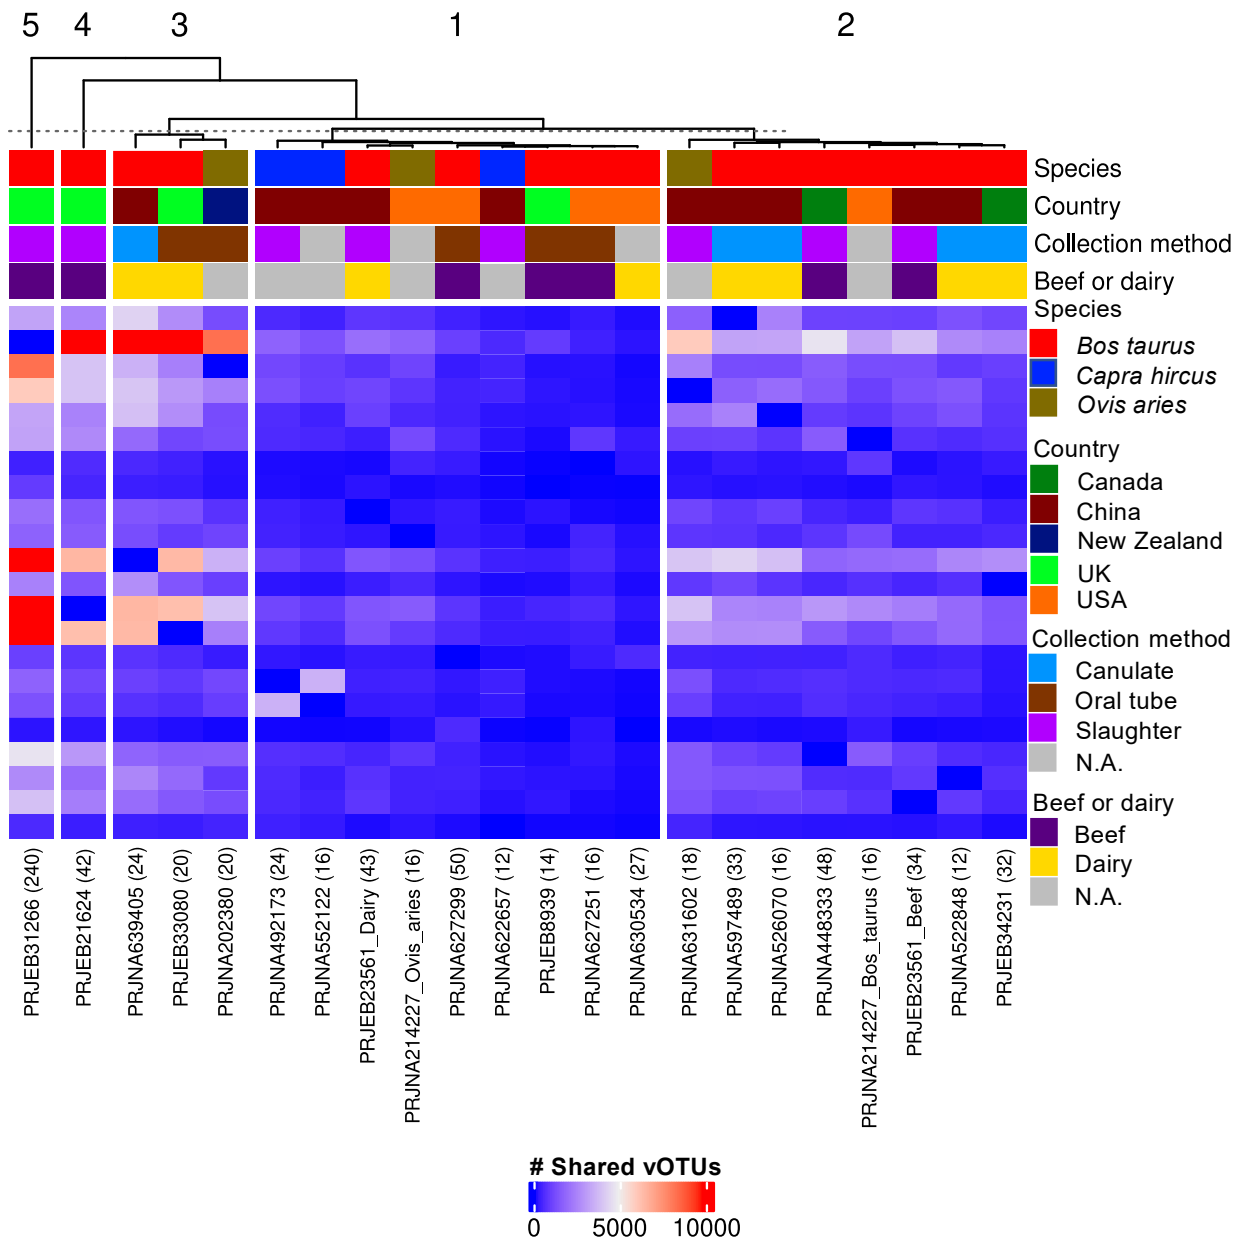 5 4 3 1 2
Species
Country
Collection method
Beef or dairy
Species
Bos taurus
Capra hircus
Ovis aries
Country
Canada
China
New Zealand
UK
USA
Collection method
Canulate
Oral tube
Slaughter
N.A.
Beef or dairy
Beef
Dairy
N.A.
PRJEB31266 (240)
PRJEB21624 (42)
PRJNA639405 (24)
PRJEB33080 (20)
PRJNA202380 (20)
PRJNA492173 (24)
PRJNA552122 (16)
PRJEB23561_Dairy (43)
PRJNA214227_Ovis_aries (16)
PRJNA627299 (50)
PRJNA622657 (12)
PRJEB8939 (14)
PRJNA627251 (16)
PRJNA630534 (27)
PRJNA631602 (18)
PRJNA597489 (33)
PRJNA526070 (16)
PRJNA448333 (48)
PRJNA214227_Bos_taurus (16)
PRJEB23561_Beef (34)
PRJNA522848 (12)
PRJEB34231 (32)
# Shared vOTUs
0 5000 10000